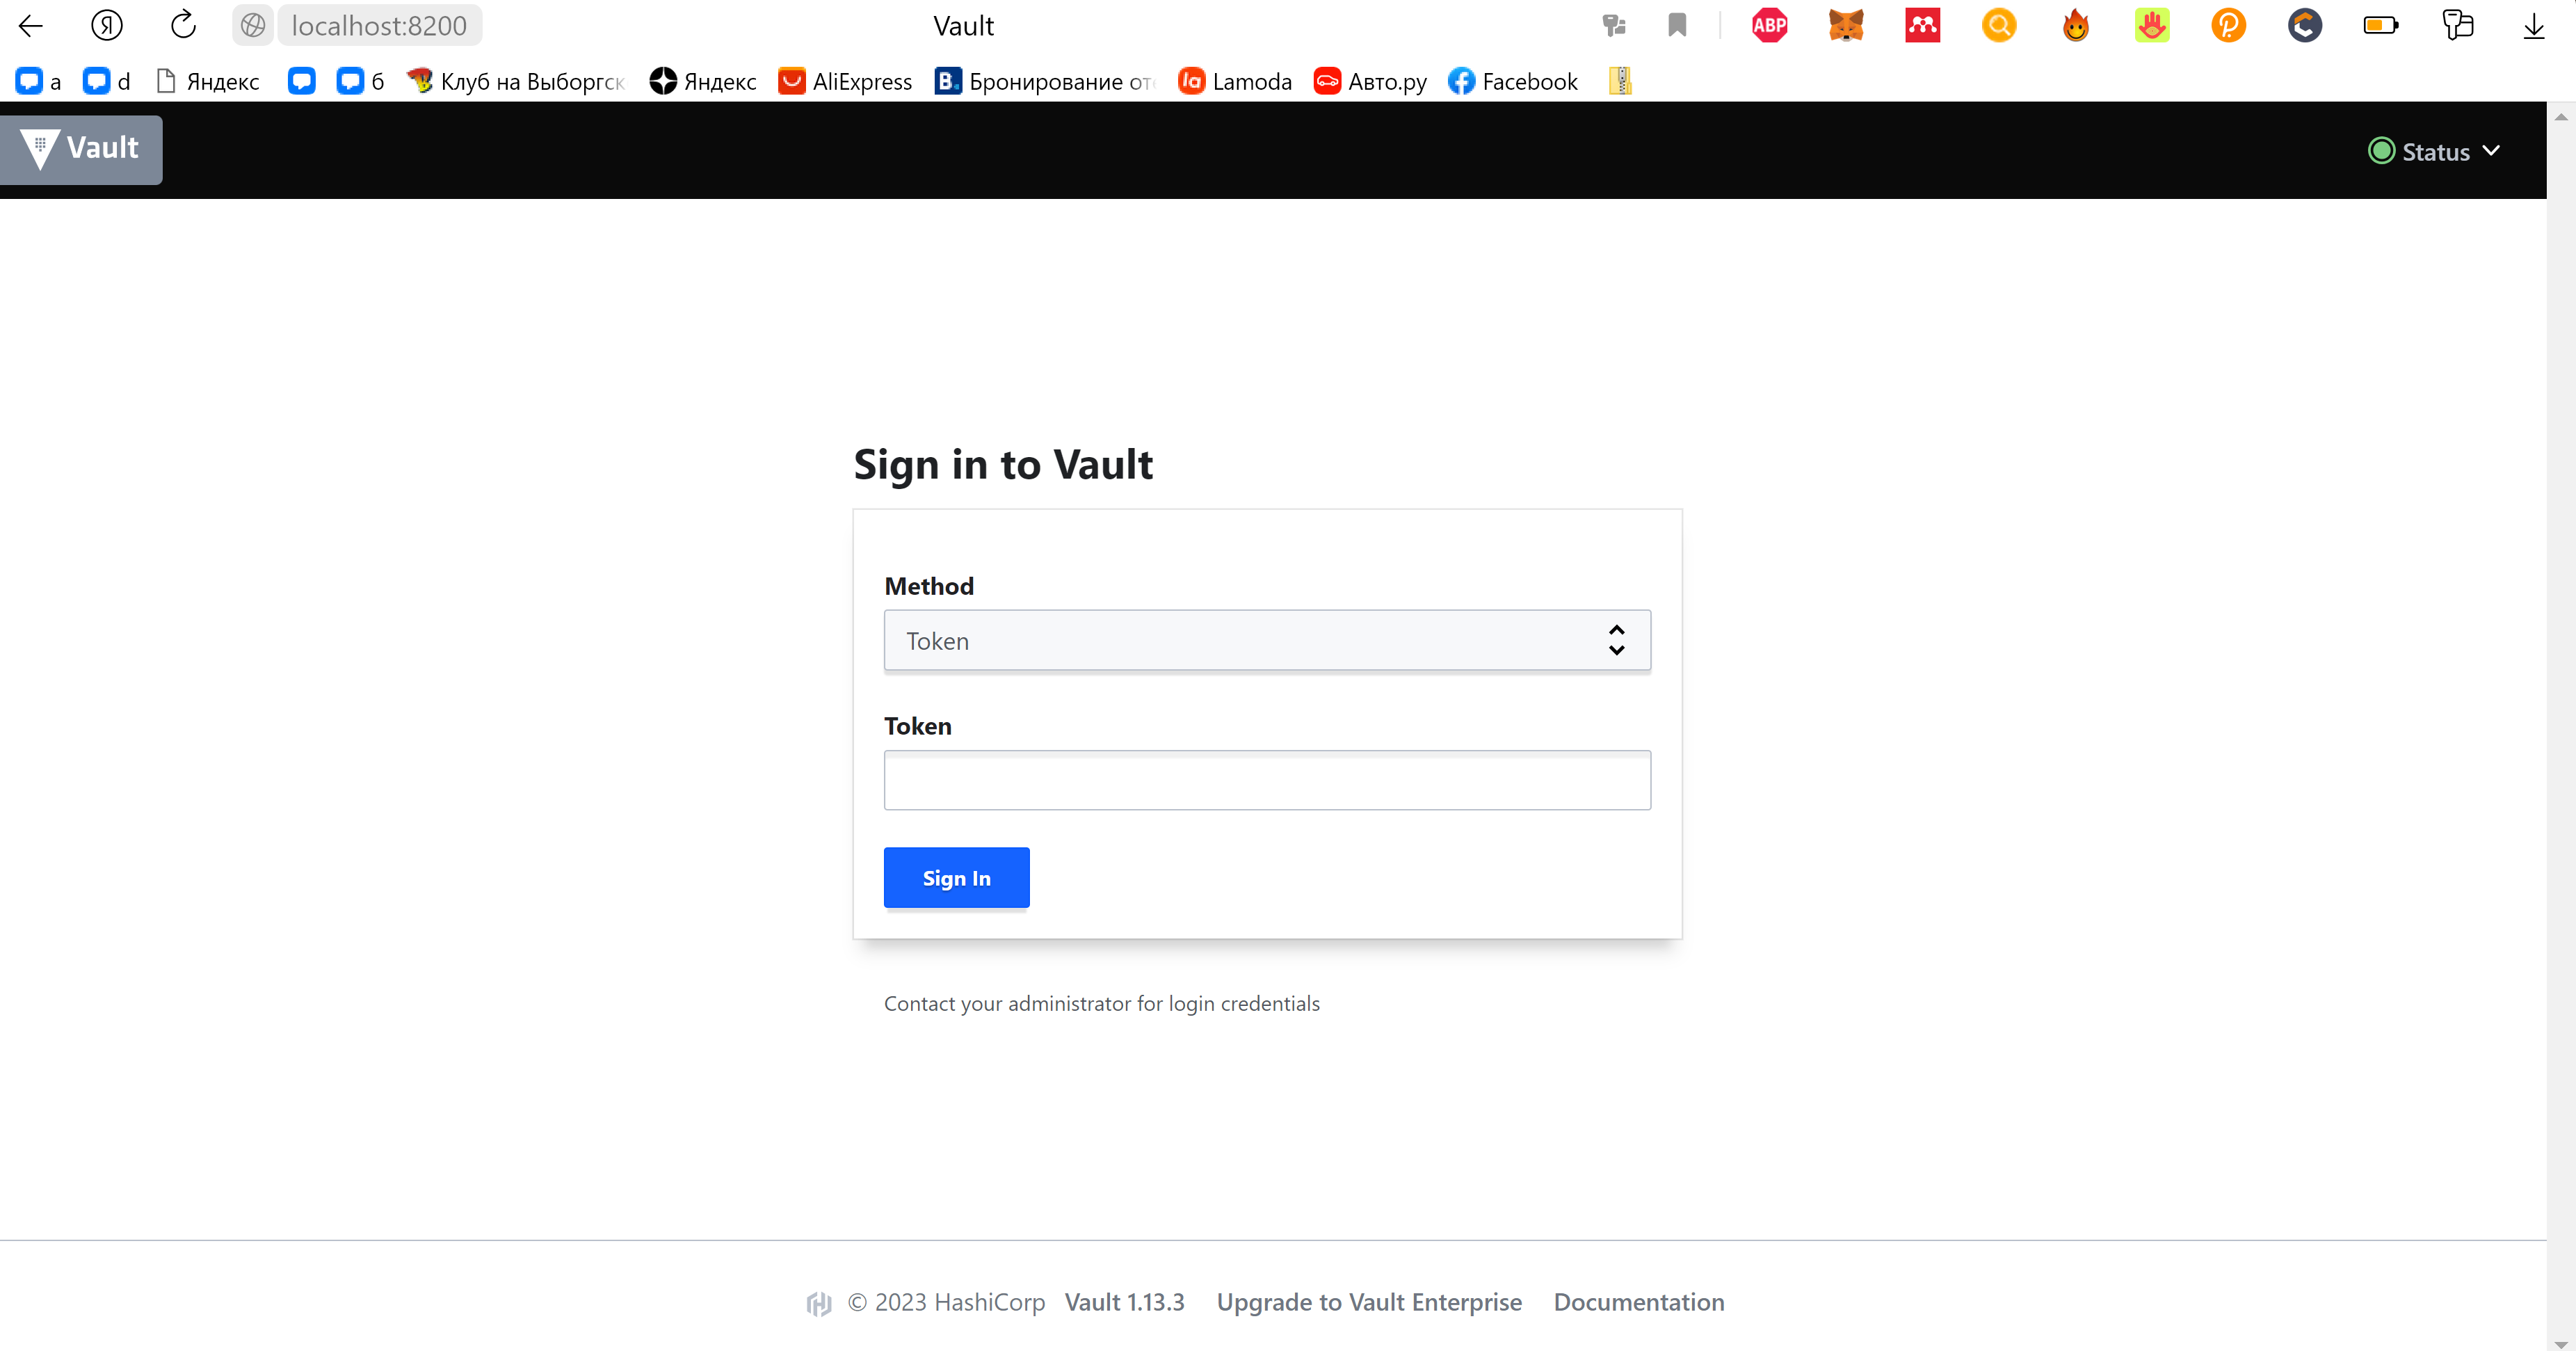 localhost:8200 Vault ABP
a d Яндекс б Клуб на Выборгск Яндекс AliExpress B. Бронирование оте la Lamoda Авто.ру Facebook
Vault Status
Sign in to Vault
Method
Token
Token
Sign In
Contact your administrator for login credentials
© 2023 HashiCorp Vault 1.13.3 Upgrade to Vault Enterprise Documentation